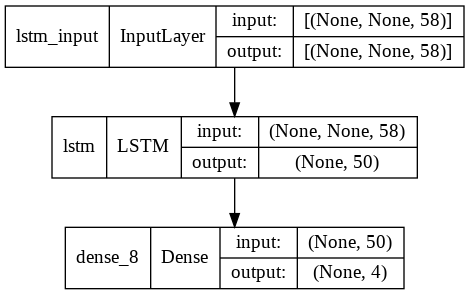 lstm_input InputLayer input: [(None, None, 58)]
output: [(None, None, 58)]
lstm LSTM input: (None, None, 58)
output: (None, 50)
dense_8 Dense input: (None, 50)
output: (None, 4)